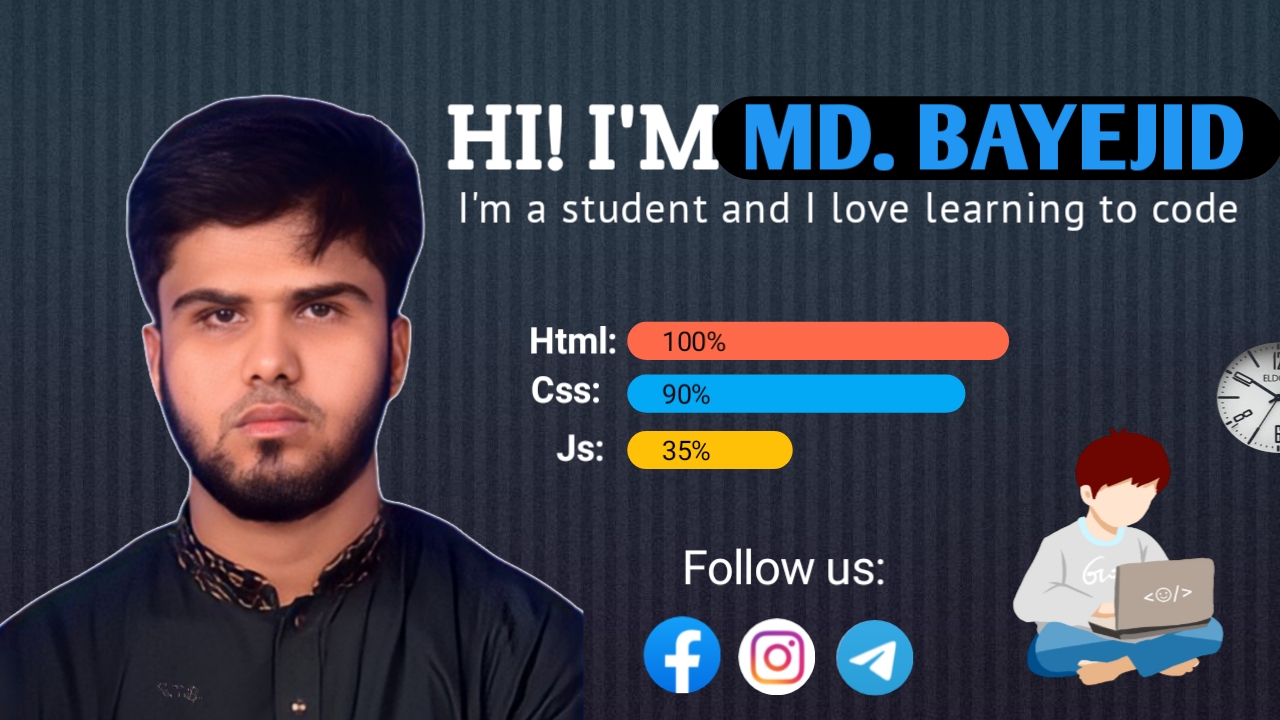 HI! I'M MD. BAYEJID
I'm a student and I love learning to code
Html: 100%
Css: 90%
Js: 35%
Follow us: